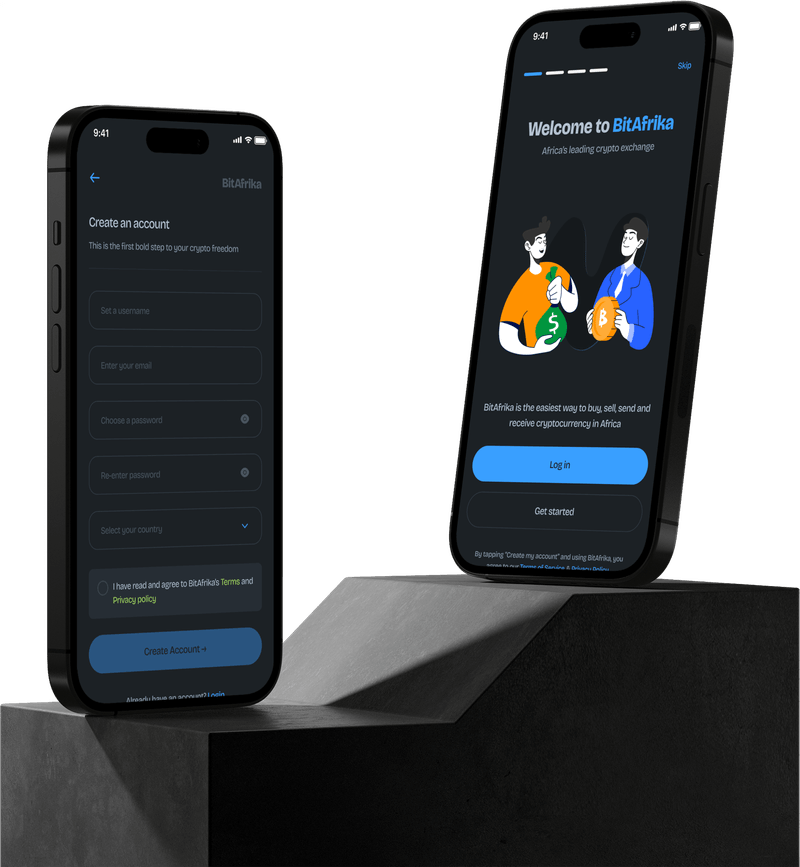 9:41
BitAfrika
Create an account
This is the first bold step to your crypto freedom
Set a username
Enter your email
Choose a password
Re-enter password
Select your country
I have read and agree to BitAfrika's Terms and
Privacy policy
Create Account →
Already have an account? Login
9:41
Skip
Welcome to BitAfrika
Africa's leading crypto exchange
$
₿
BitAfrika is the easiest way to buy, sell, send and
receive cryptocurrency in Africa
Log in
Get started
By tapping "Create my account" and using BitAfrika, you
agree to our Terms of Service & Privacy Policy